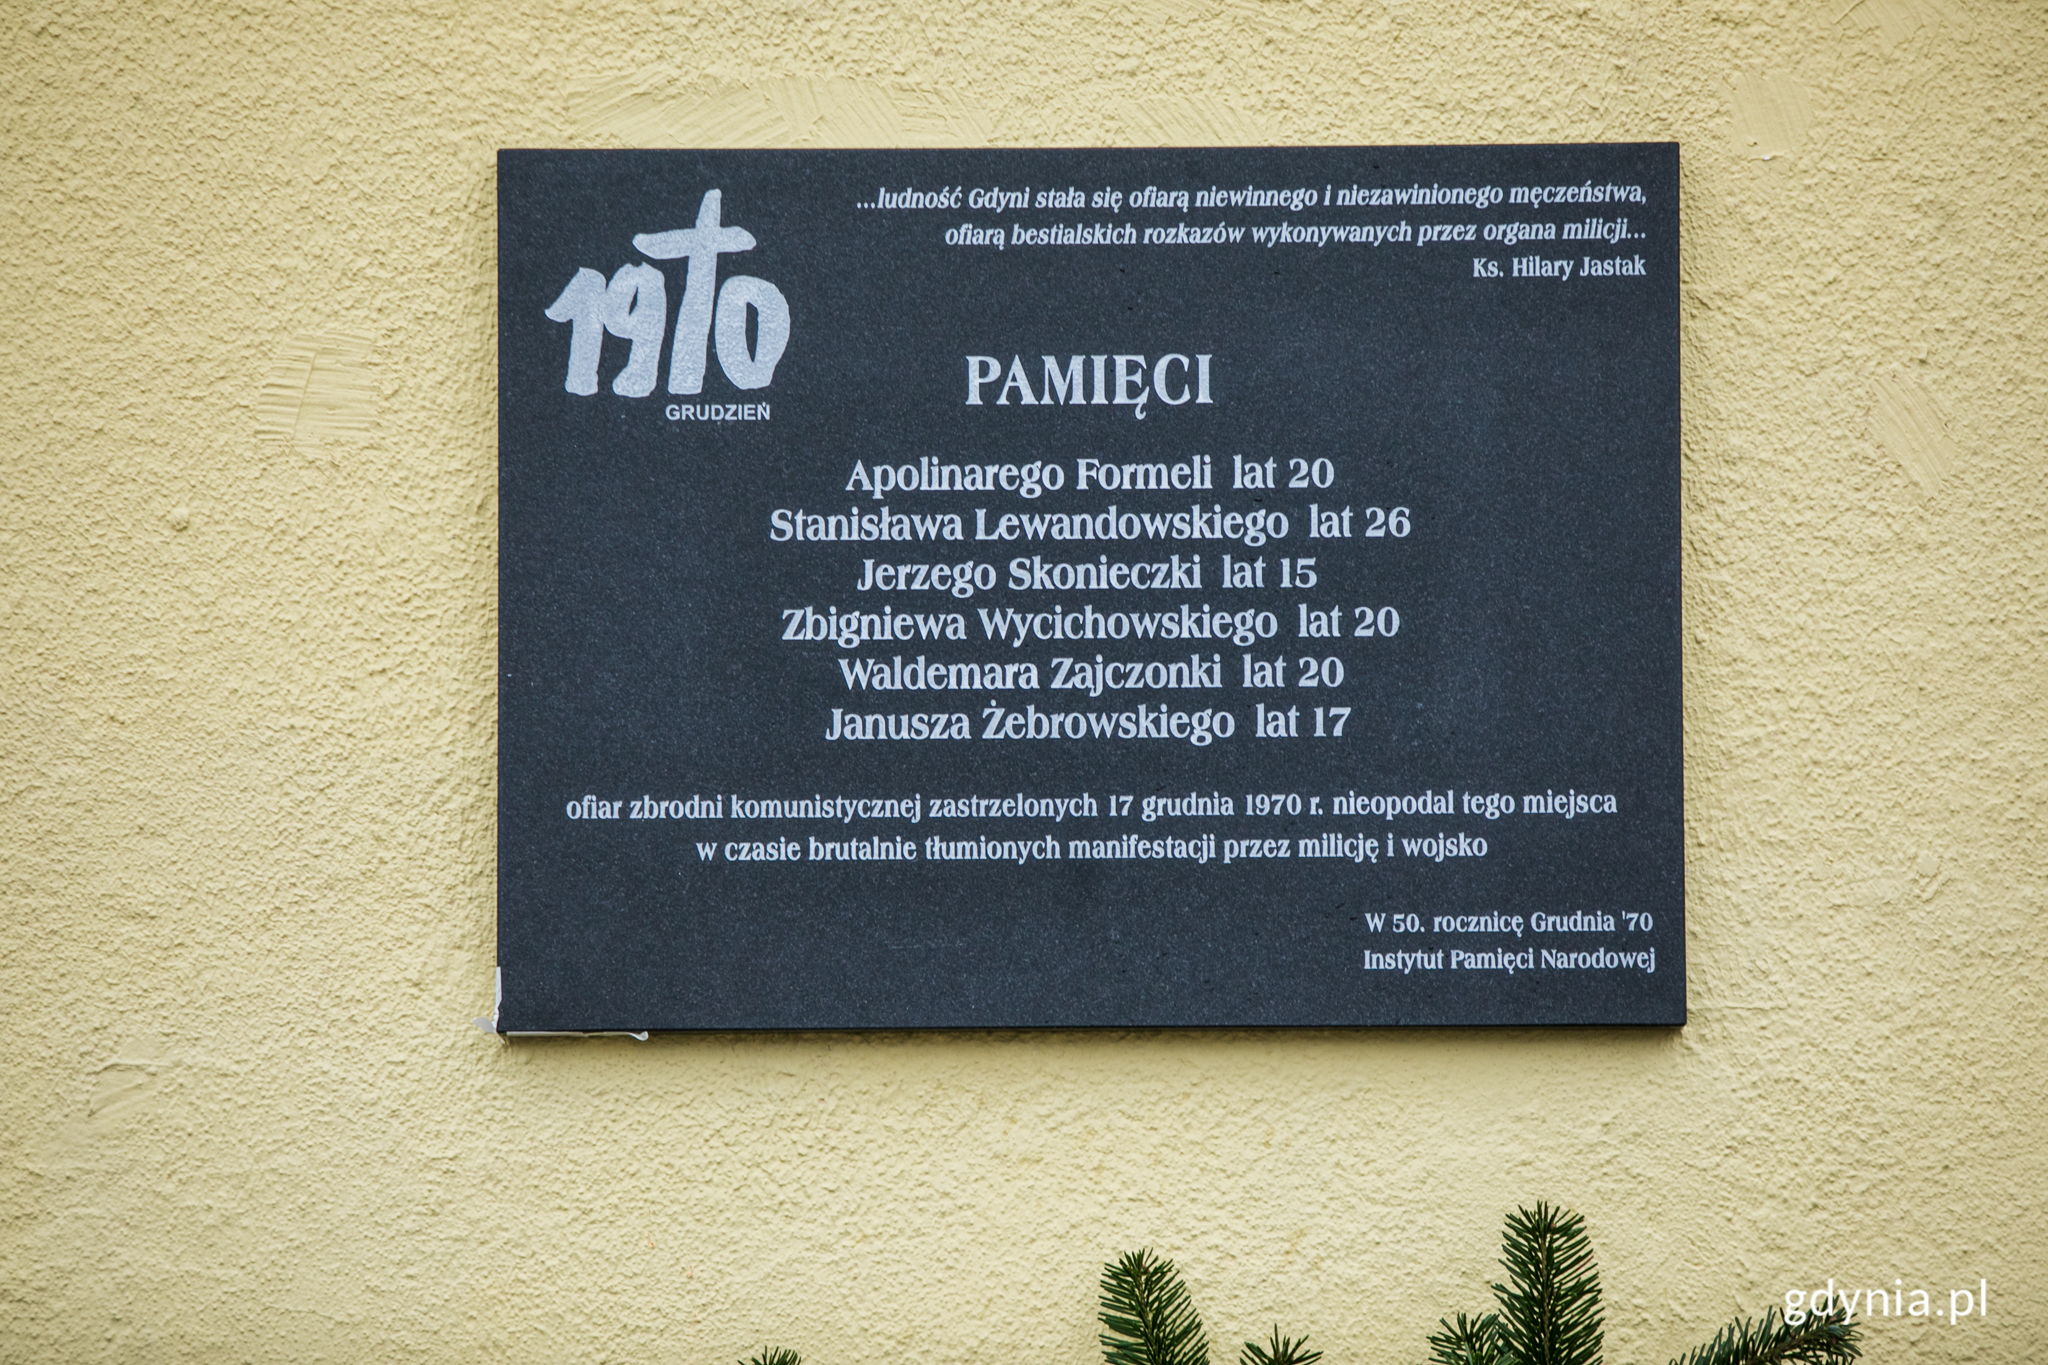 1970
GRUDZIEŃ
...ludność Gdyni stała się ofiarą niewinnego i niezawinionego męczeństwa,
ofiarą bestialskich rozkazów wykonywanych przez organa milicji...
Ks. Hilary Jastak
PAMIĘCI
Apolinarego Formeli lat 20
Stanisława Lewandowskiego lat 26
Jerzego Skonieczki lat 15
Zbigniewa Wycichowskiego lat 20
Waldemara Zajczonki lat 20
Janusza Żebrowskiego lat 17
ofiar zbrodni komunistycznej zastrzelonych 17 grudnia 1970 r. nieopodal tego miejsca
w czasie brutalnie tłumionych manifestacji przez milicję i wojsko
W 50. rocznicę Grudnia '70
Instytut Pamięci Narodowej
gdynia.pl